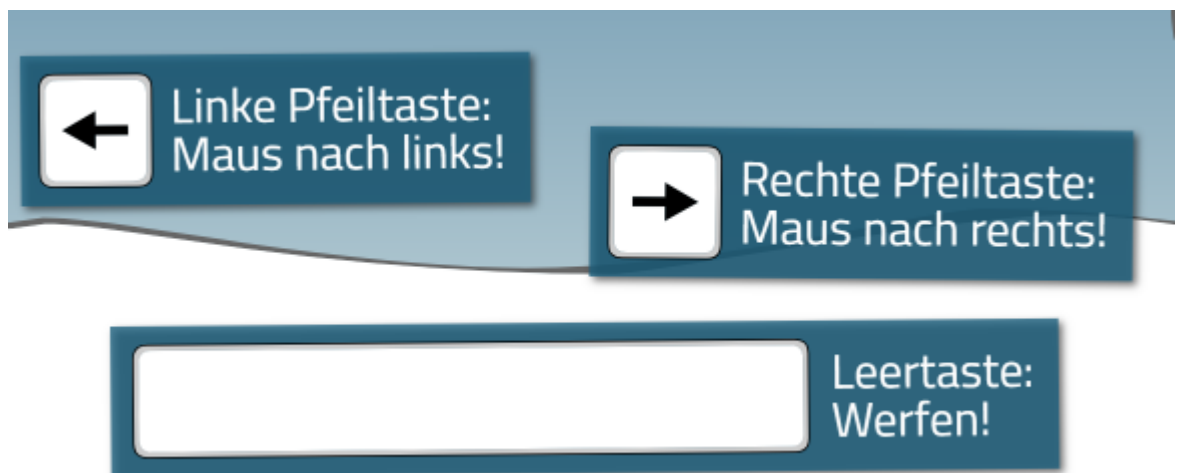 Linke Pfeiltaste:
Maus nach links!
Rechte Pfeiltaste:
Maus nach rechts!
Leertaste:
Werfen!